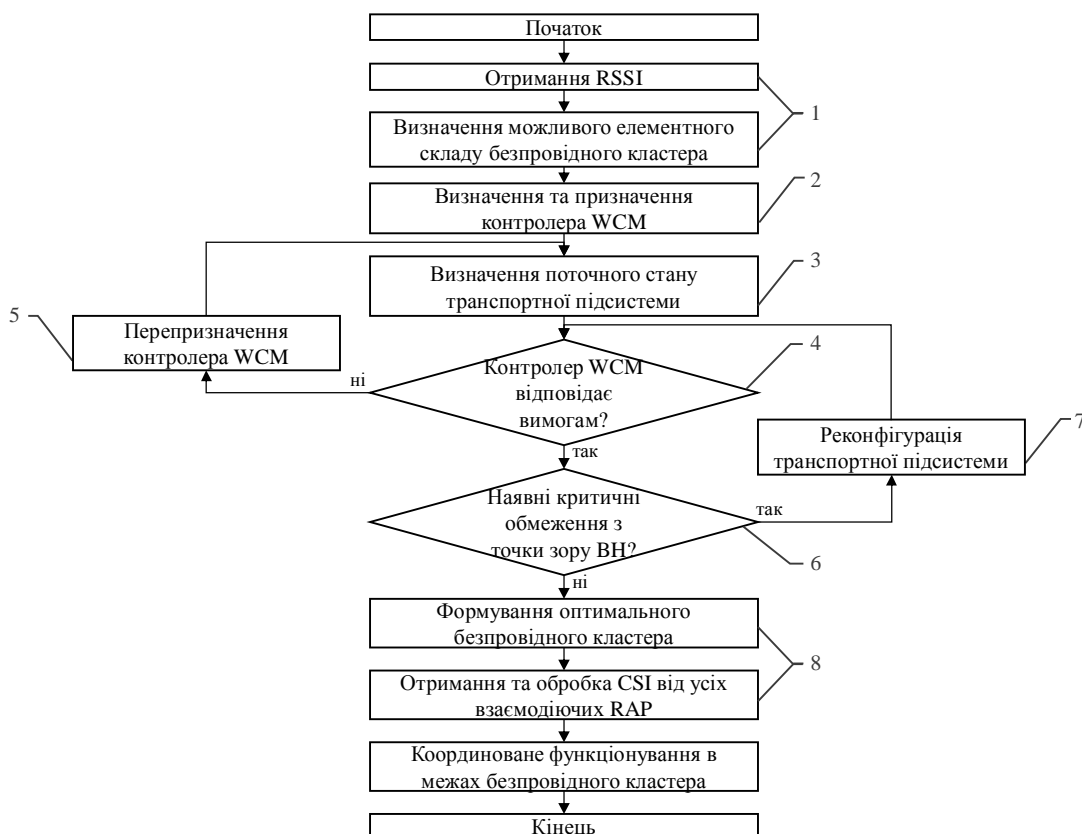 Початок
Отримання RSSI
1
Визначення можливого елементного
складу безпровідного кластера
2
Визначення та призначення
контролера WCM
3
Визначення поточного стану
транспортної підсистеми
5
Перепризначення
контролера WCM
4
Контролер WCM
відповідає
вимогам?
ні
так
7
Реконфігурація
транспортної підсистеми
Наявні критичні
обмеження з
точки зору BH?
так
6
ні
Формування оптимального
безпровідного кластера
8
Отримання та обробка CSI від усіх
взаємодіючих RAP
Координоване функціонування в
межах безпровідного кластера
Кінець